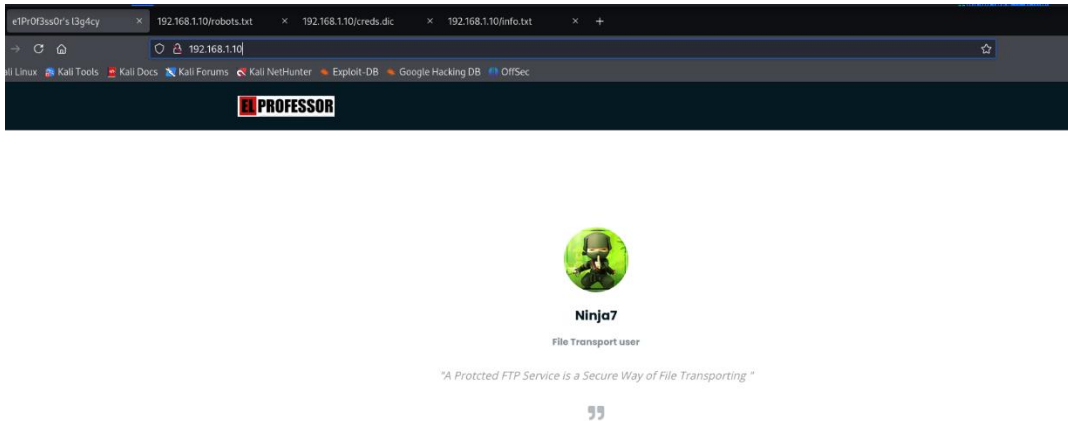 e1Pr0f3ss0r's l3g4cy × 192.168.1.10/robots.txt × 192.168.1.10/creds.dic × 192.168.1.10/info.txt × +
192.168.1.10
ali Linux Kali Tools Kali Docs Kali Forums Kali NetHunter Exploit-DB Google Hacking DB OffSec
EL PROFESSOR
Ninja7
File Transport user
"A Protcted FTP Service is a Secure Way of File Transporting "